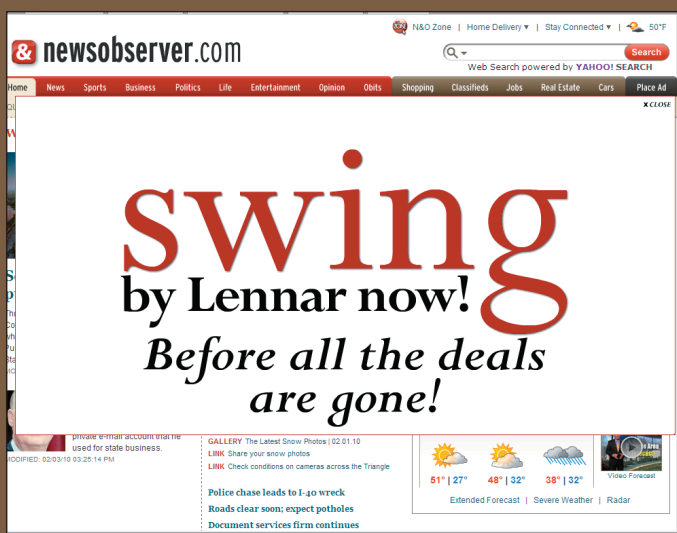 N&O Zone | Home Delivery ▾ | Stay Connected ▾ | 50°F
& newsobserver.com
Search
Web Search powered by YAHOO! SEARCH
Home News Sports Business Politics Life Entertainment Opinion Obits Shopping Classifieds Jobs Real Estate Cars Place Ad
X CLOSE
swing
by Lennar now!
Before all the deals
are gone!
private e-mail account that he
used for state business.
MODIFIED: 02/03/10 03:25:14 PM
GALLERY The Latest Snow Photos | 02.01.10
LINK Share your snow photos
LINK Check conditions on cameras across the Triangle
Police chase leads to I-40 wreck
Roads clear soon; expect potholes
Document services firm continues
51° | 27° 48° | 32° 38° | 32°
Video Forecast
Extended Forecast | Severe Weather | Radar